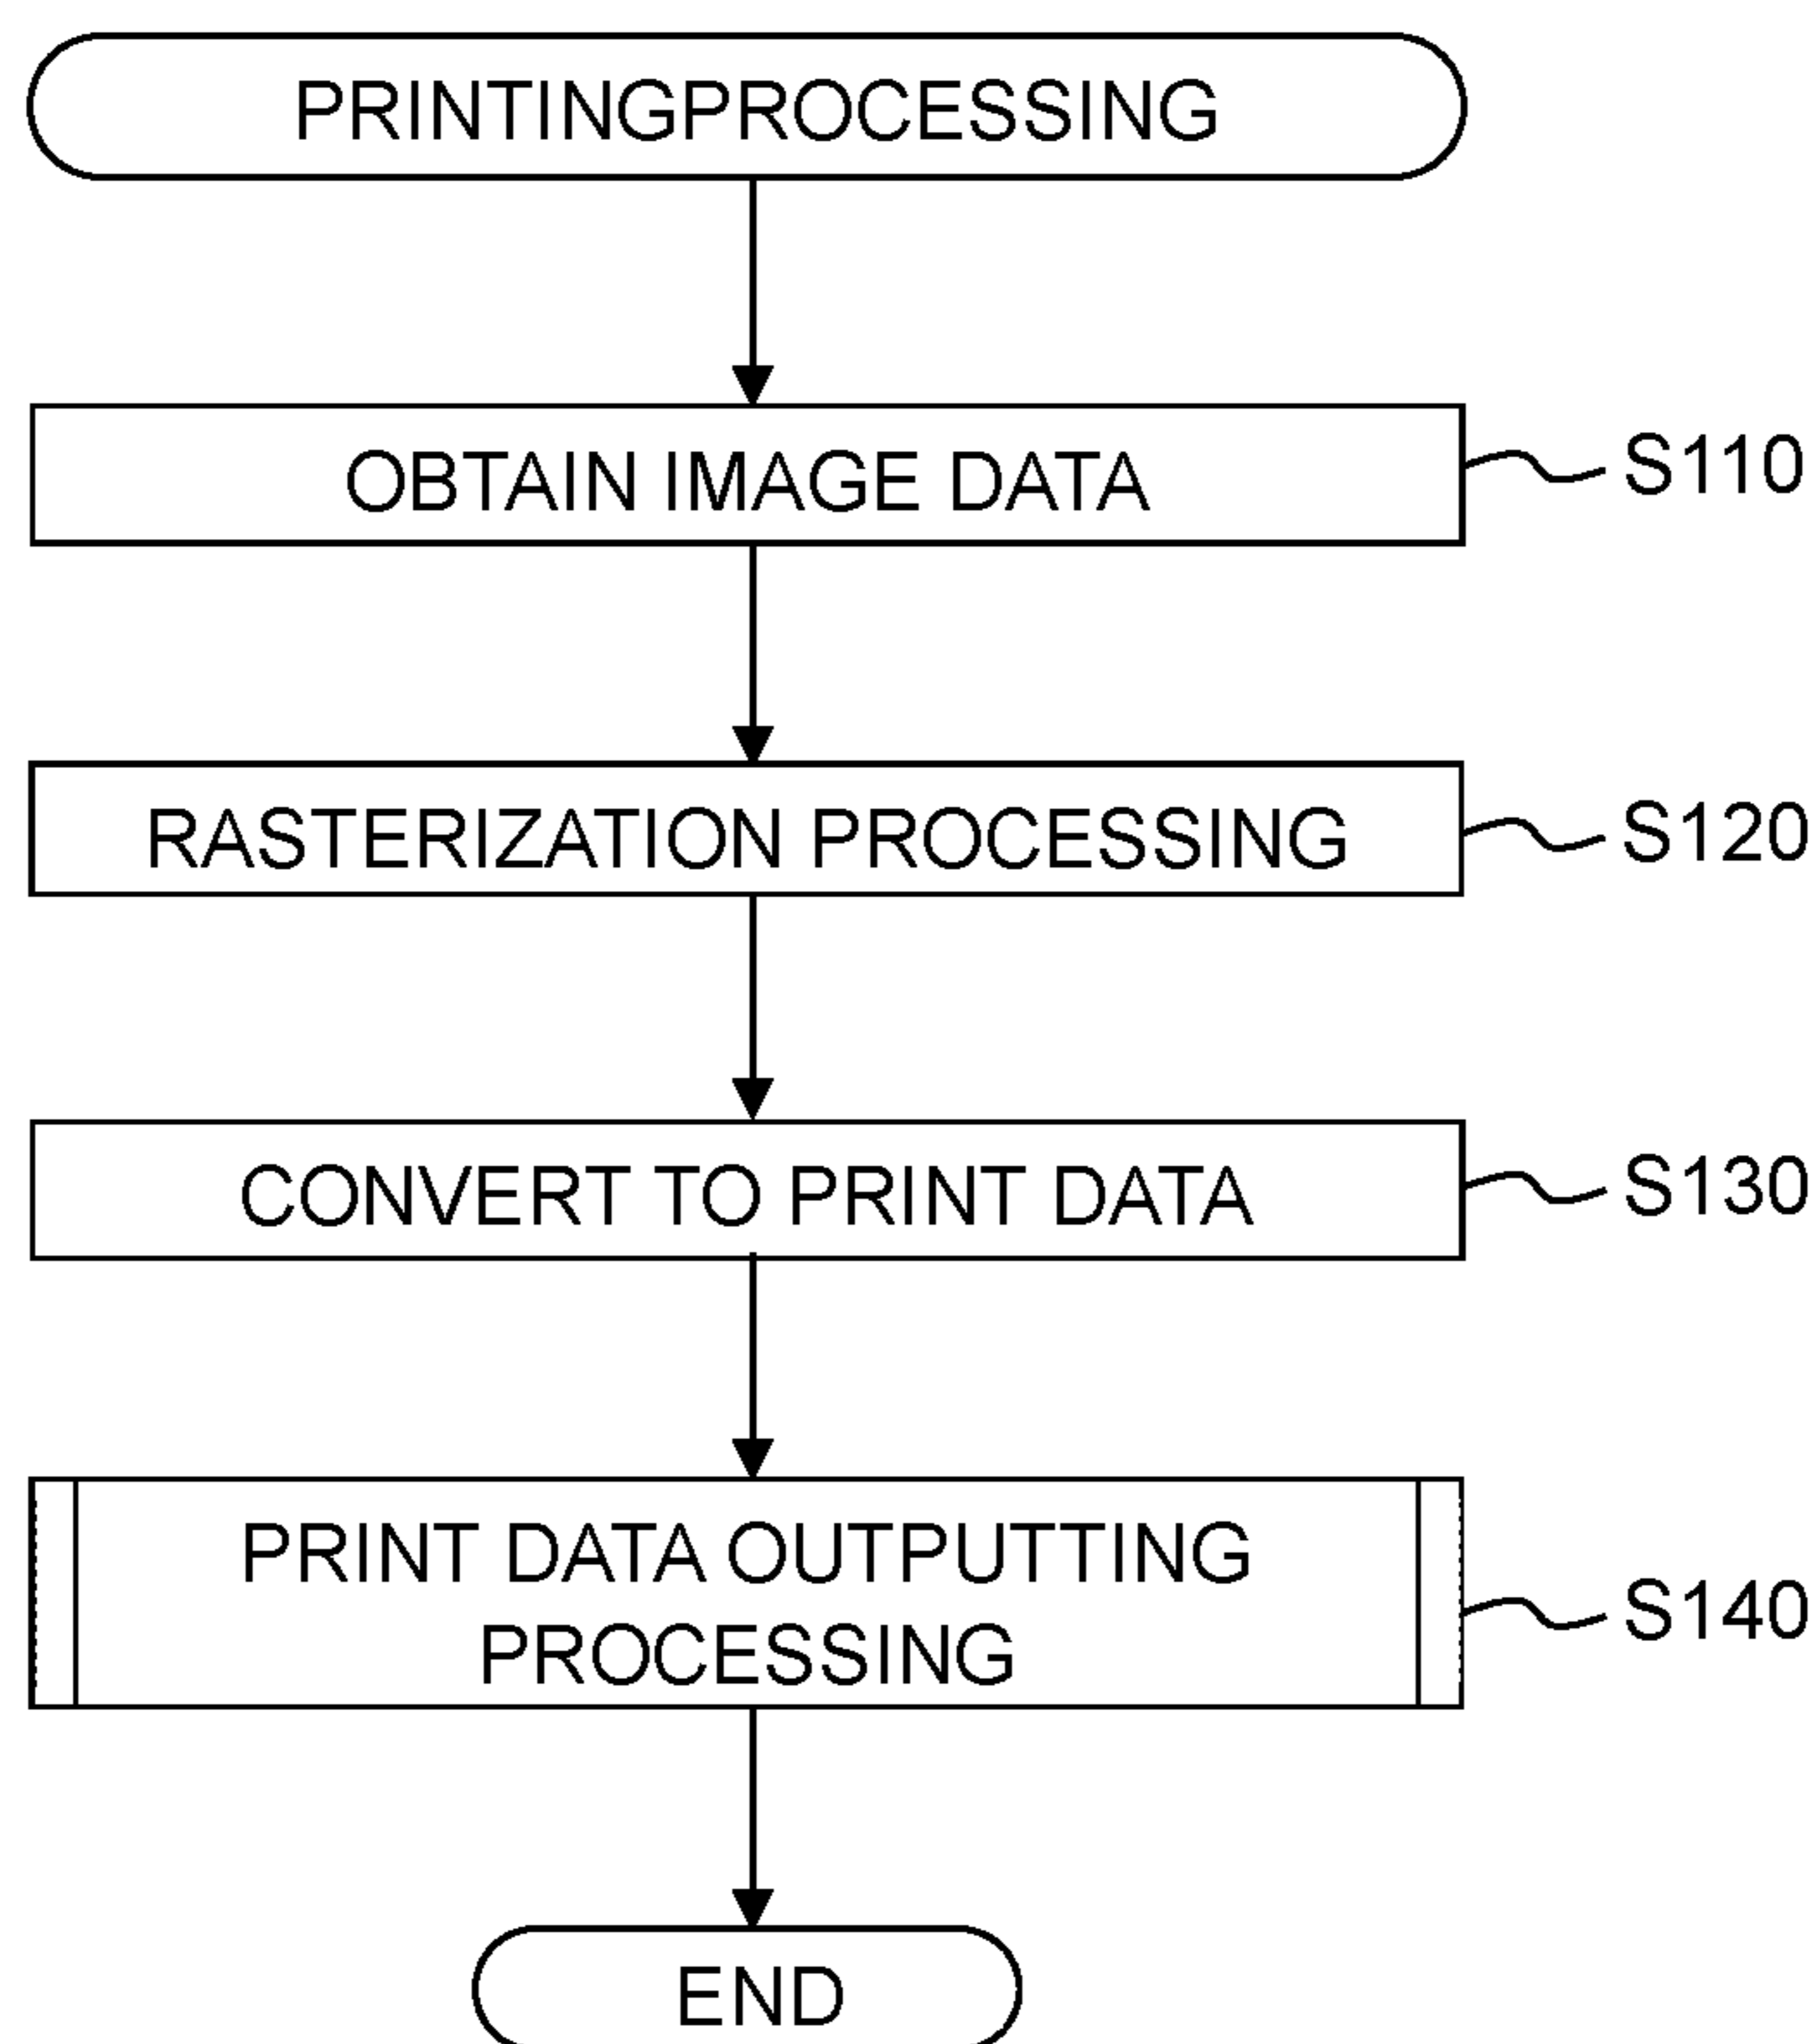 PRINTINGPROCESSING
OBTAIN IMAGE DATA
S110
RASTERIZATION PROCESSING
S120
CONVERT TO PRINT DATA
S130
PRINT DATA OUTPUTTING
PROCESSING
S140
END